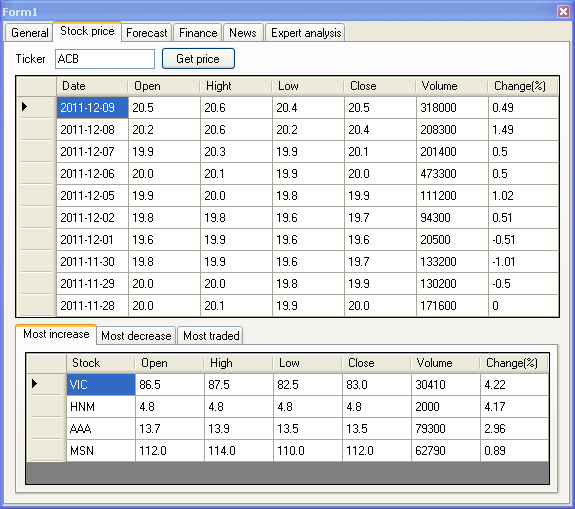 Form1
General Stock price Forecast Finance News Expert analysis
Ticker ACB Get price
Date Open Hight Low Close Volume Change(%)
2011-12-09 20.5 20.6 20.4 20.5 318000 0.49
2011-12-08 20.2 20.6 20.2 20.4 208300 1.49
2011-12-07 19.9 20.3 19.9 20.1 201400 0.5
2011-12-06 20.0 20.1 19.9 20.0 473300 0.5
2011-12-05 19.9 20.0 19.8 19.9 111200 1.02
2011-12-02 19.8 19.8 19.6 19.7 94300 0.51
2011-12-01 19.6 19.9 19.6 19.6 20500 -0.51
2011-11-30 19.8 19.9 19.6 19.7 133200 -1.01
2011-11-29 20.0 20.0 19.8 19.9 130200 -0.5
2011-11-28 20.0 20.1 19.9 20.0 171600 0
Most increase Most decrease Most traded
Stock Open High Low Close Volume Change(%)
VIC 86.5 87.5 82.5 83.0 30410 4.22
HNM 4.8 4.8 4.8 4.8 2000 4.17
AAA 13.7 13.9 13.5 13.5 79300 2.96
MSN 112.0 114.0 110.0 112.0 62790 0.89